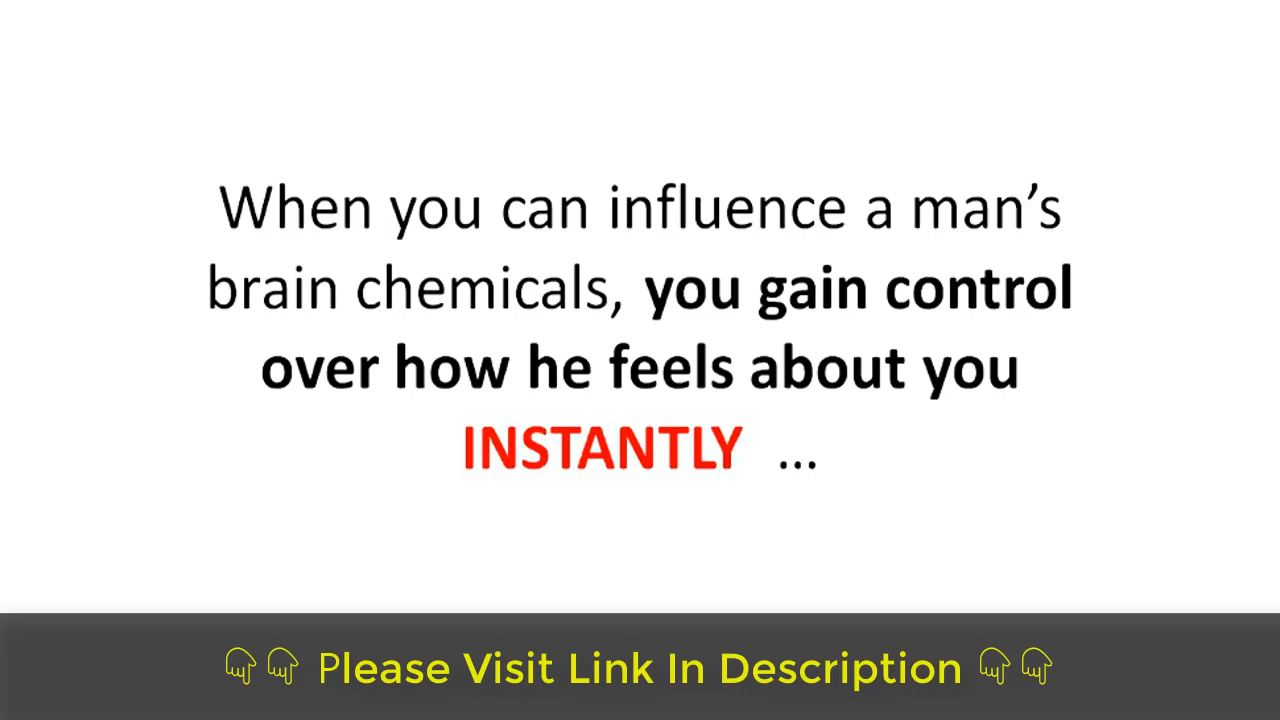 When you can influence a man’s
brain chemicals, you gain control
over how he feels about you
INSTANTLY ...
Please Visit Link In Description